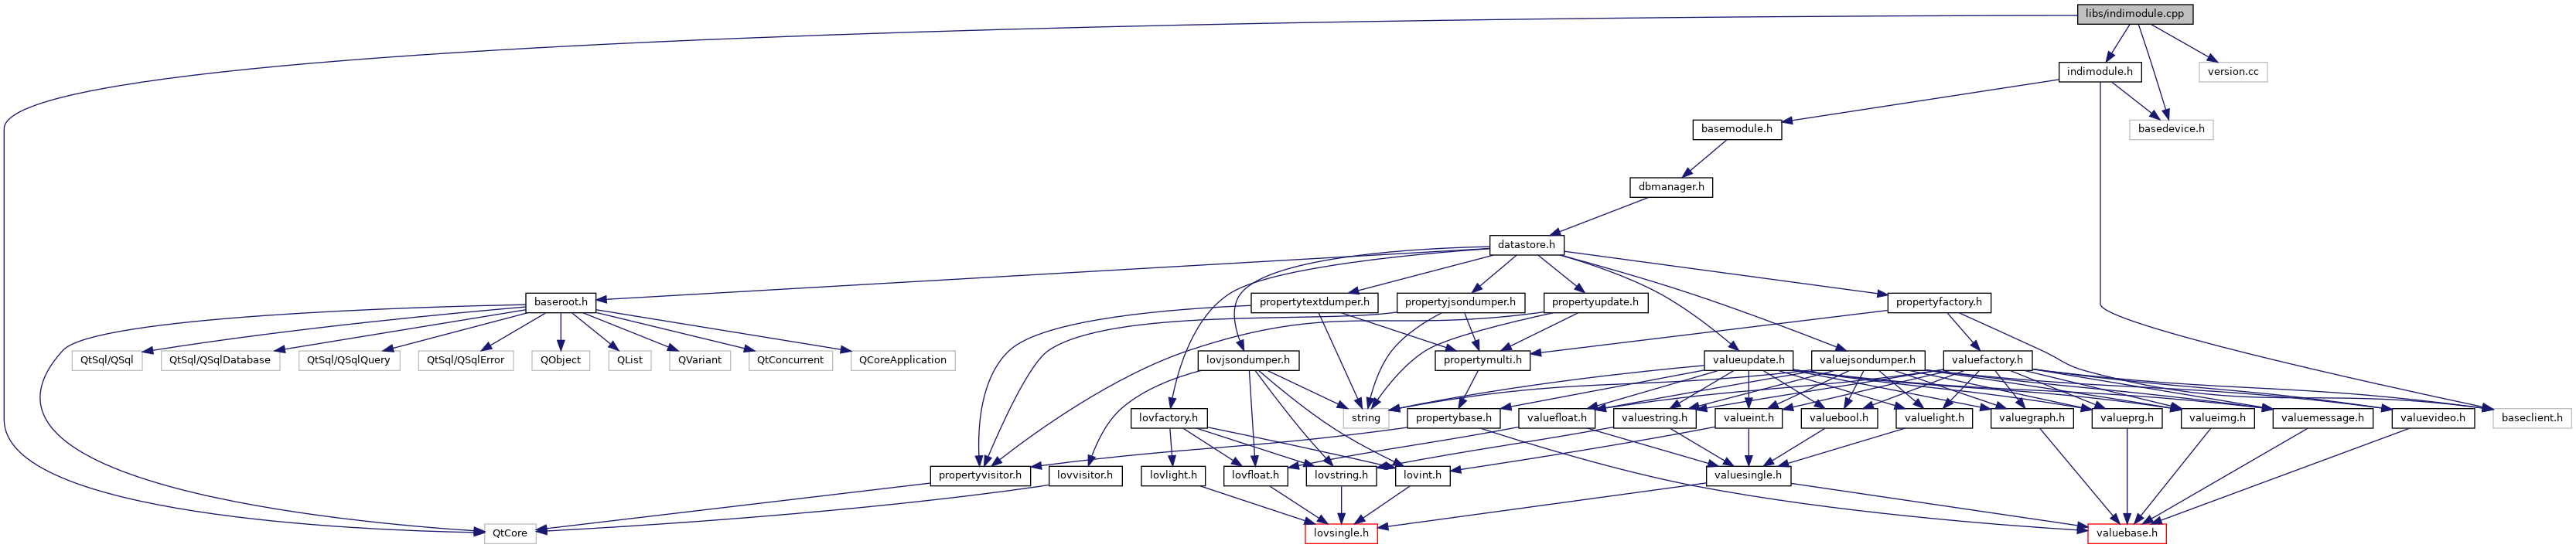 libs/indimodule.cpp
indimodule.h
version.cc
basemodule.h
basedevice.h
dbmanager.h
datastore.h
baseroot.h
propertytextdumper.h
propertyjsondumper.h
propertyupdate.h
propertyfactory.h
QtSql/QSql
QtSql/QSqlDatabase
QtSql/QSqlQuery
QtSql/QSqlError
QObject
QList
QVariant
QtConcurrent
QCoreApplication
lovjsondumper.h
propertymulti.h
valueupdate.h
valuejsondumper.h
valuefactory.h
lovfactory.h
string
propertybase.h
valuefloat.h
valuestring.h
valueint.h
valuebool.h
valuelight.h
valuegraph.h
valueprg.h
valueimg.h
valuemessage.h
valuevideo.h
baseclient.h
propertyvisitor.h
lovvisitor.h
lovlight.h
lovfloat.h
lovstring.h
lovint.h
valuesingle.h
QtCore
lovsingle.h
valuebase.h